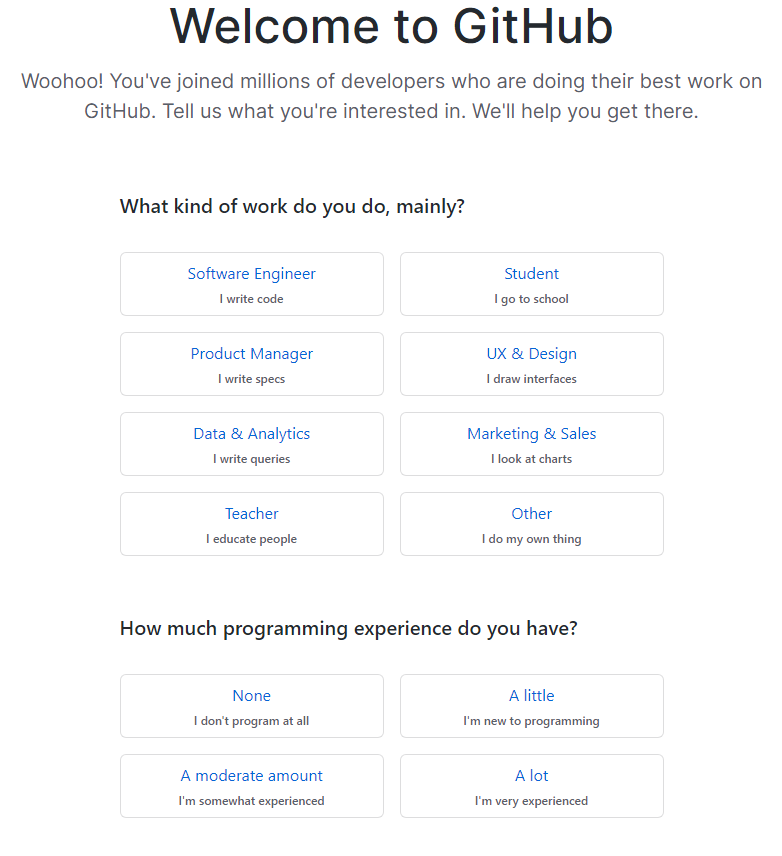 Welcome to GitHub
Woohoo! You've joined millions of developers who are doing their best work on
GitHub. Tell us what you're interested in. We'll help you get there.
What kind of work do you do, mainly?
Software Engineer
I write code
Student
I go to school
Product Manager
I write specs
UX & Design
I draw interfaces
Data & Analytics
I write queries
Marketing & Sales
I look at charts
Teacher
I educate people
Other
I do my own thing
How much programming experience do you have?
None
I don't program at all
A little
I'm new to programming
A moderate amount
I'm somewhat experienced
A lot
I'm very experienced